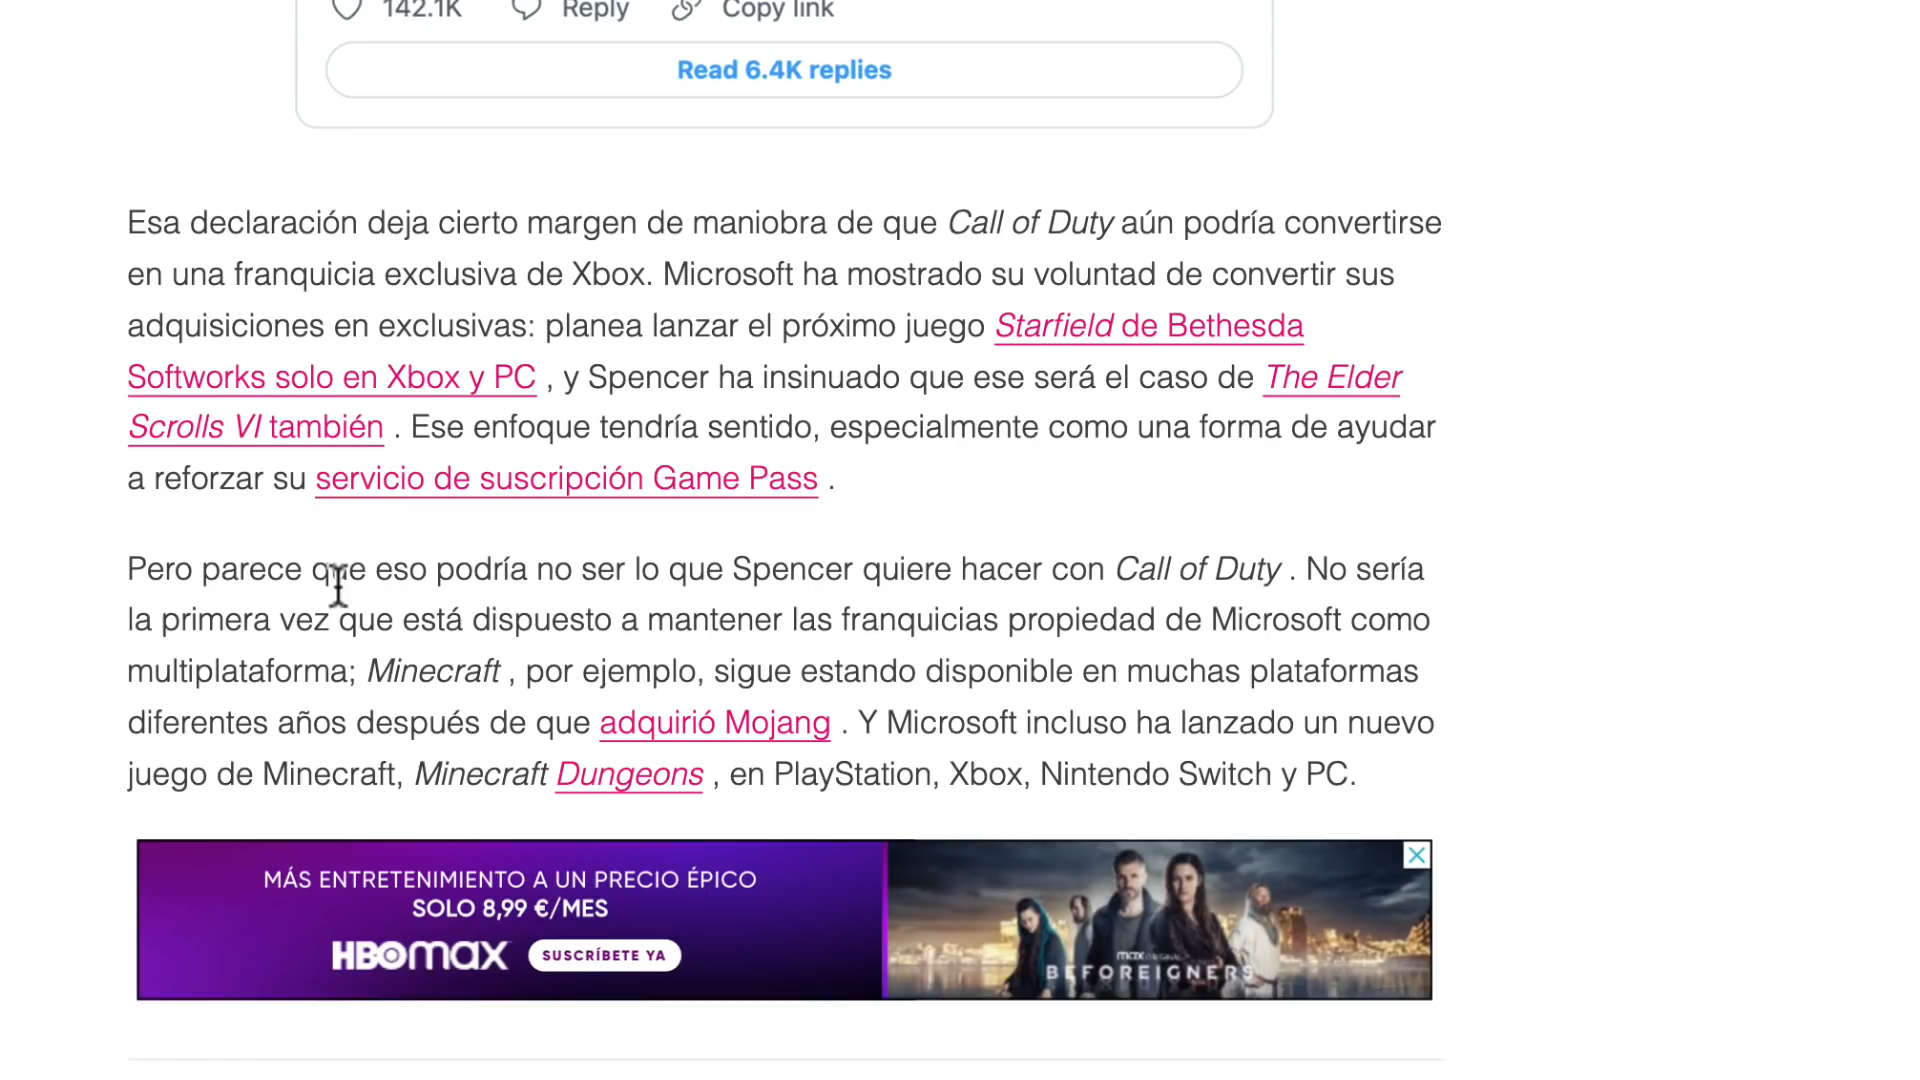 142.1K Reply Copy link
Read 6.4K replies
Esa declaración deja cierto margen de maniobra de que Call of Duty aún podría convertirse
en una franquicia exclusiva de Xbox. Microsoft ha mostrado su voluntad de convertir sus
adquisiciones en exclusivas: planea lanzar el próximo juego Starfield de Bethesda
Softworks solo en Xbox y PC , y Spencer ha insinuado que ese será el caso de The Elder
Scrolls VI también . Ese enfoque tendría sentido, especialmente como una forma de ayudar
a reforzar su servicio de suscripción Game Pass .
Pero parece que eso podría no ser lo que Spencer quiere hacer con Call of Duty . No sería
la primera vez que está dispuesto a mantener las franquicias propiedad de Microsoft como
multiplataforma; Minecraft , por ejemplo, sigue estando disponible en muchas plataformas
diferentes años después de que adquirió Mojang . Y Microsoft incluso ha lanzado un nuevo
juego de Minecraft, Minecraft Dungeons , en PlayStation, Xbox, Nintendo Switch y PC.
MÁS ENTRETENIMIENTO A UN PRECIO ÉPICO
SOLO 8,99 €/MES
HBOmax SUSCRÍBETE YA
max ORIGINAL
BEFOREIGNERS